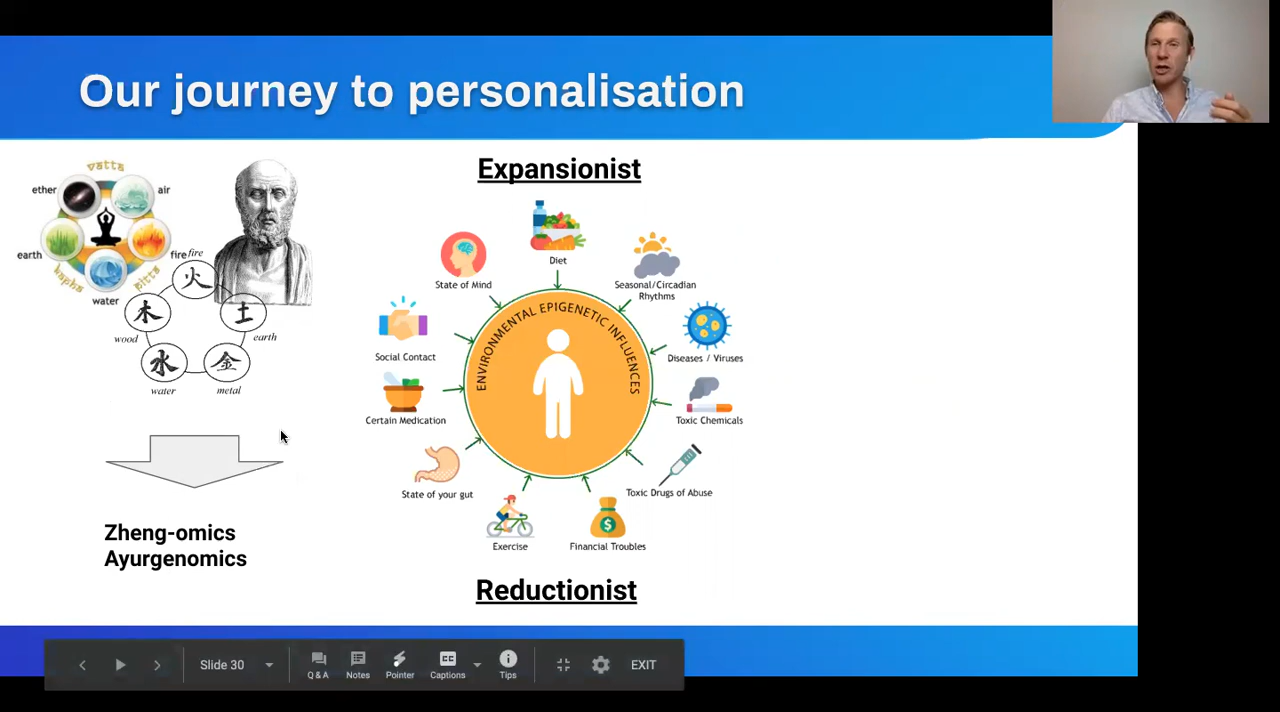 Our journey to personalisation
vatta
ether
air
earth
fire
kapha
pitta
water
fire
火
木
土
wood
earth
水
金
water
metal
Zheng-omics
Ayurgenomics
Expansionist
Diet
State of Mind
Seasonal/Circadian
Rhythms
ENVIRONMENTAL EPIGENETIC INFLUENCES
Social Contact
Diseases / Viruses
Certain Medication
Toxic Chemicals
State of your gut
Toxic Drugs of Abuse
$
Exercise
Financial Troubles
Reductionist
Slide 30
Q & A
Notes
Pointer
CC
Captions
Tips
EXIT